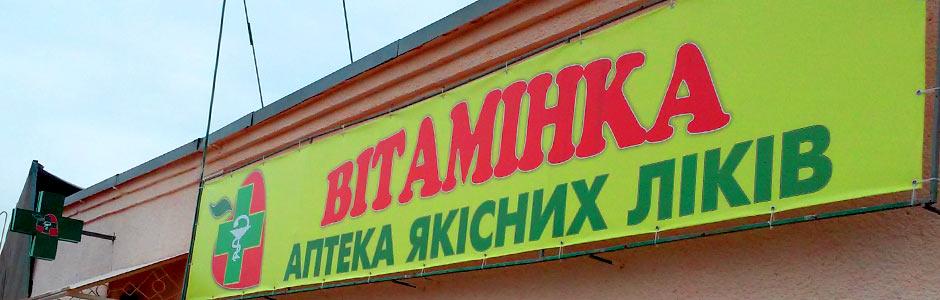 ВІТАМІНКА
АПТЕКА ЯКІСНИХ ЛІКІВ